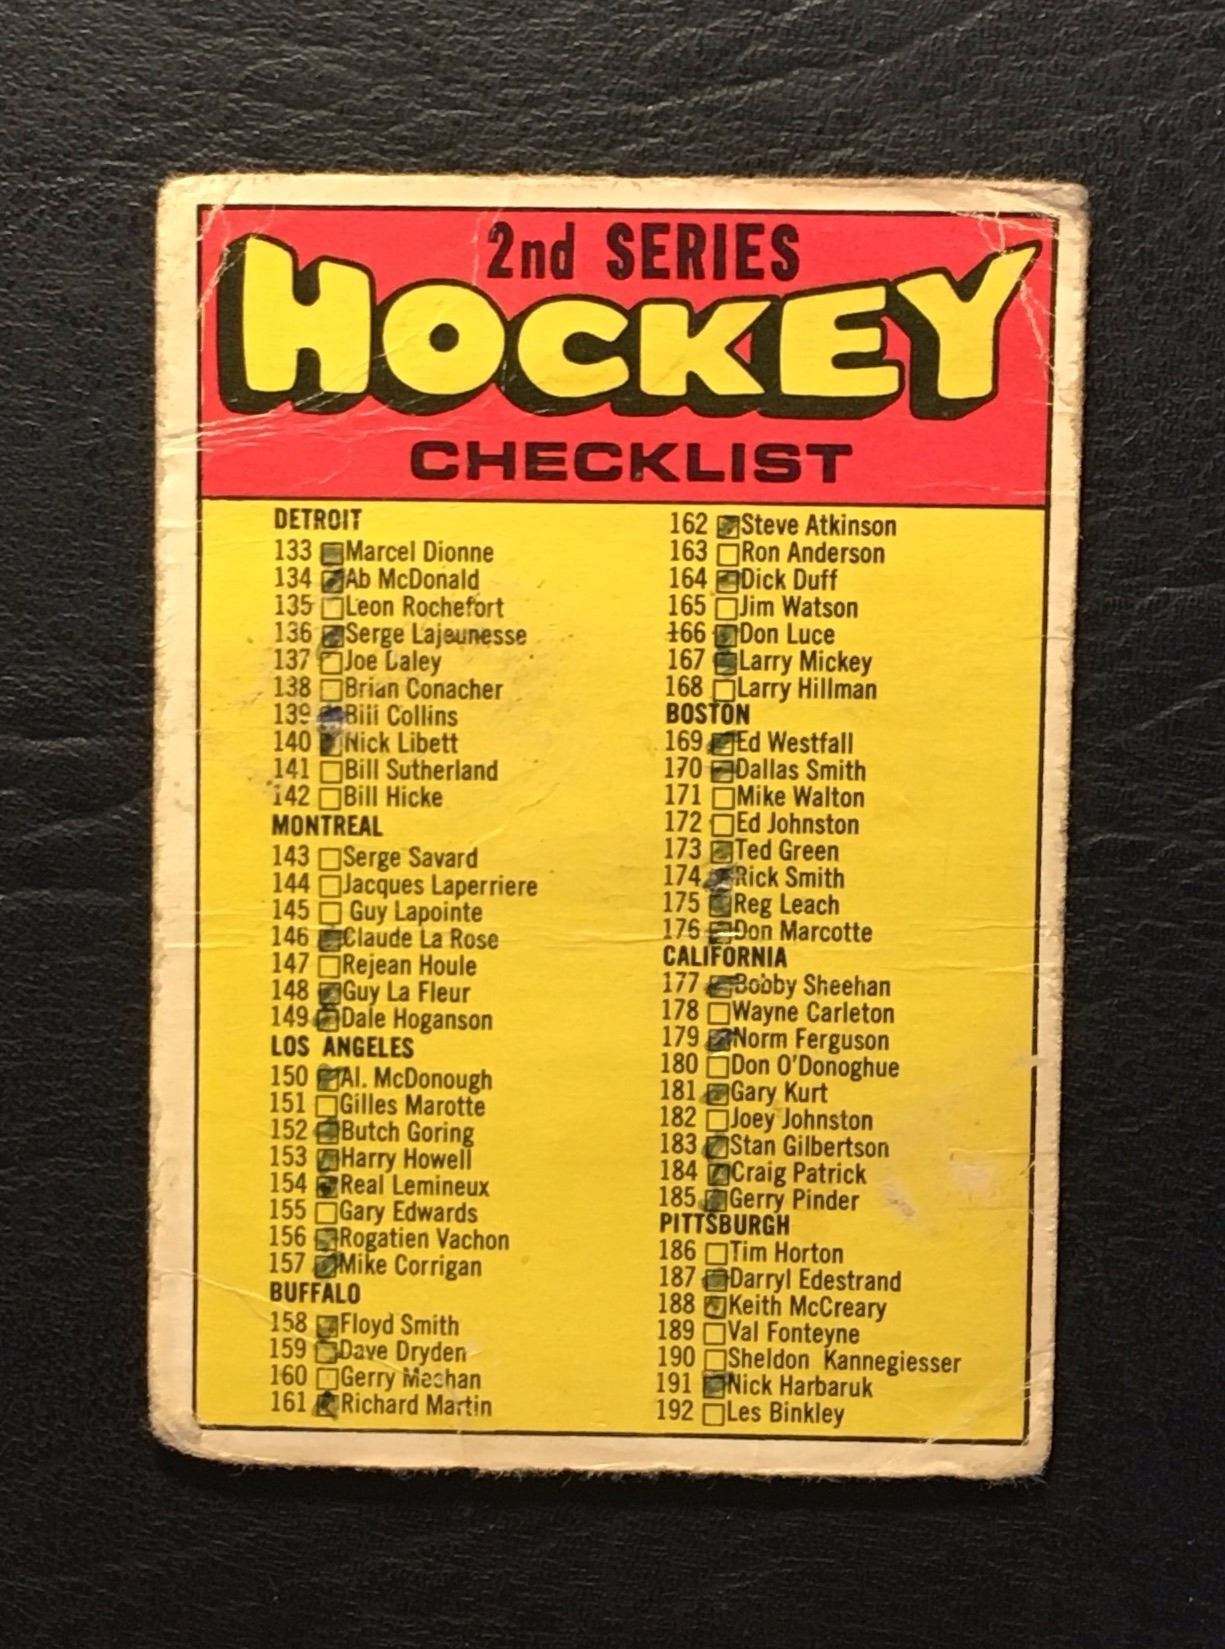 2nd SERIES
HOCKEY
CHECKLIST
DETROIT
133 Marcel Dionne
134 Ab McDonald
135 Leon Rochefort
136 Serge Lajeunesse
137 Joe Daley
138 Brian Conacher
139 Bill Collins
140 Nick Libett
141 Bill Sutherland
142 Bill Hicke
MONTREAL
143 Serge Savard
144 Jacques Laperriere
145 Guy Lapointe
146 Claude La Rose
147 Rejean Houle
148 Guy La Fleur
149 Dale Hoganson
LOS ANGELES
150 Al. McDonough
151 Gilles Marotte
152 Butch Goring
153 Harry Howell
154 Real Lemineux
155 Gary Edwards
156 Rogatien Vachon
157 Mike Corrigan
BUFFALO
158 Floyd Smith
159 Dave Dryden
160 Gerry Meehan
161 Richard Martin
162 Steve Atkinson
163 Ron Anderson
164 Dick Duff
165 Jim Watson
166 Don Luce
167 Larry Mickey
168 Larry Hillman
BOSTON
169 Ed Westfall
170 Dallas Smith
171 Mike Walton
172 Ed Johnston
173 Ted Green
174 Rick Smith
175 Reg Leach
176 Don Marcotte
CALIFORNIA
177 Bobby Sheehan
178 Wayne Carleton
179 Norm Ferguson
180 Don O'Donoghue
181 Gary Kurt
182 Joey Johnston
183 Stan Gilbertson
184 Craig Patrick
185 Gerry Pinder
PITTSBURGH
186 Tim Horton
187 Darryl Edestrand
188 Keith McCreary
189 Val Fonteyne
190 Sheldon Kannegiesser
191 Nick Harbaruk
192 Les Binkley